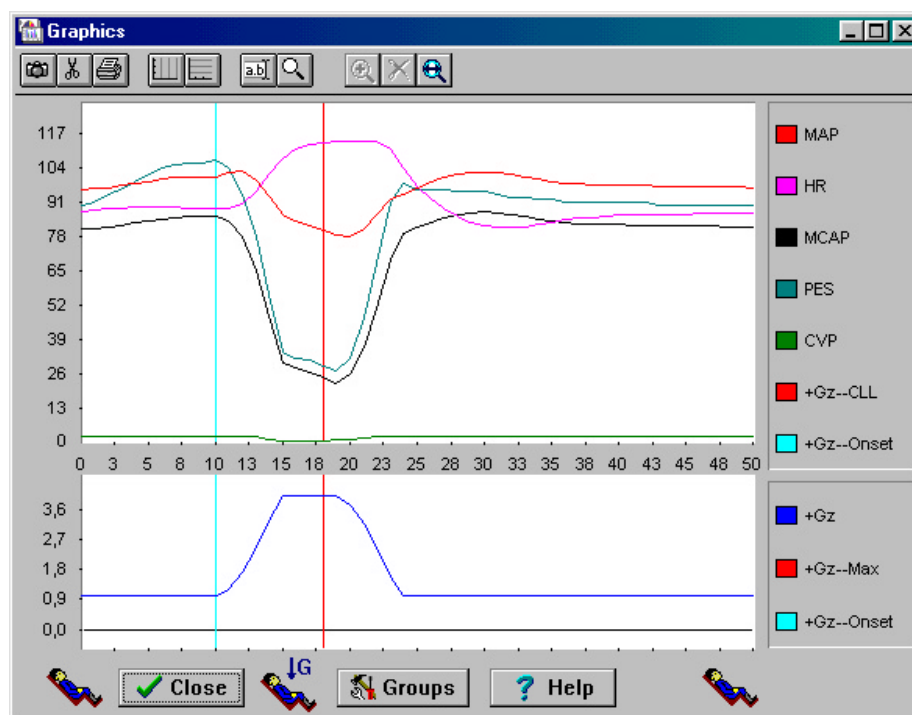 Graphics
a.b
117
104
91
78
65
52
39
26
13
0
0 3 5 8 10 13 15 18 20 23 25 28 30 33 35 38 40 43 45 48 50
MAP
HR
MCAP
PES
CVP
+Gz--CLL
+Gz--Onset
3,6
2,7
1,8
0,9
0,0
+Gz
+Gz--Max
+Gz--Onset
Close
G
Groups
? Help